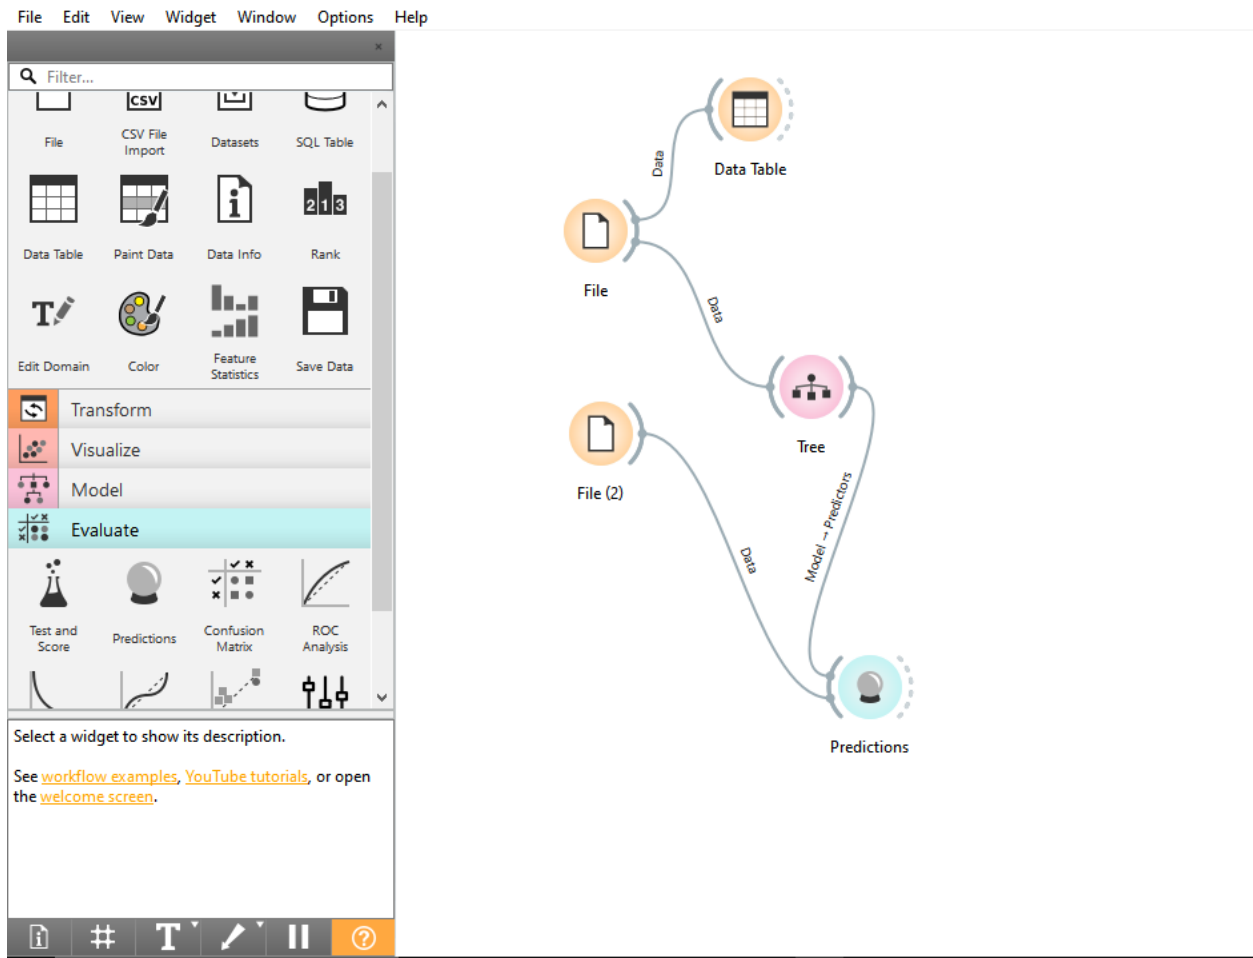 File Edit View Widget Window Options Help
×
Filter...
CSV
File
CSV File
Import
Datasets
SQL Table
2 1 3
Data Table
Paint Data
Data Info
Rank
T
Edit Domain
Color
Feature
Statistics
Save Data
Transform
Visualize
Model
Evaluate
Test and
Score
Predictions
Confusion
Matrix
ROC
Analysis
Select a widget to show its description.
See workflow examples, YouTube tutorials, or open
the welcome screen.
T
?
Data Table
Data
File
Data
Tree
File (2)
Data
Model → Predictors
Predictions